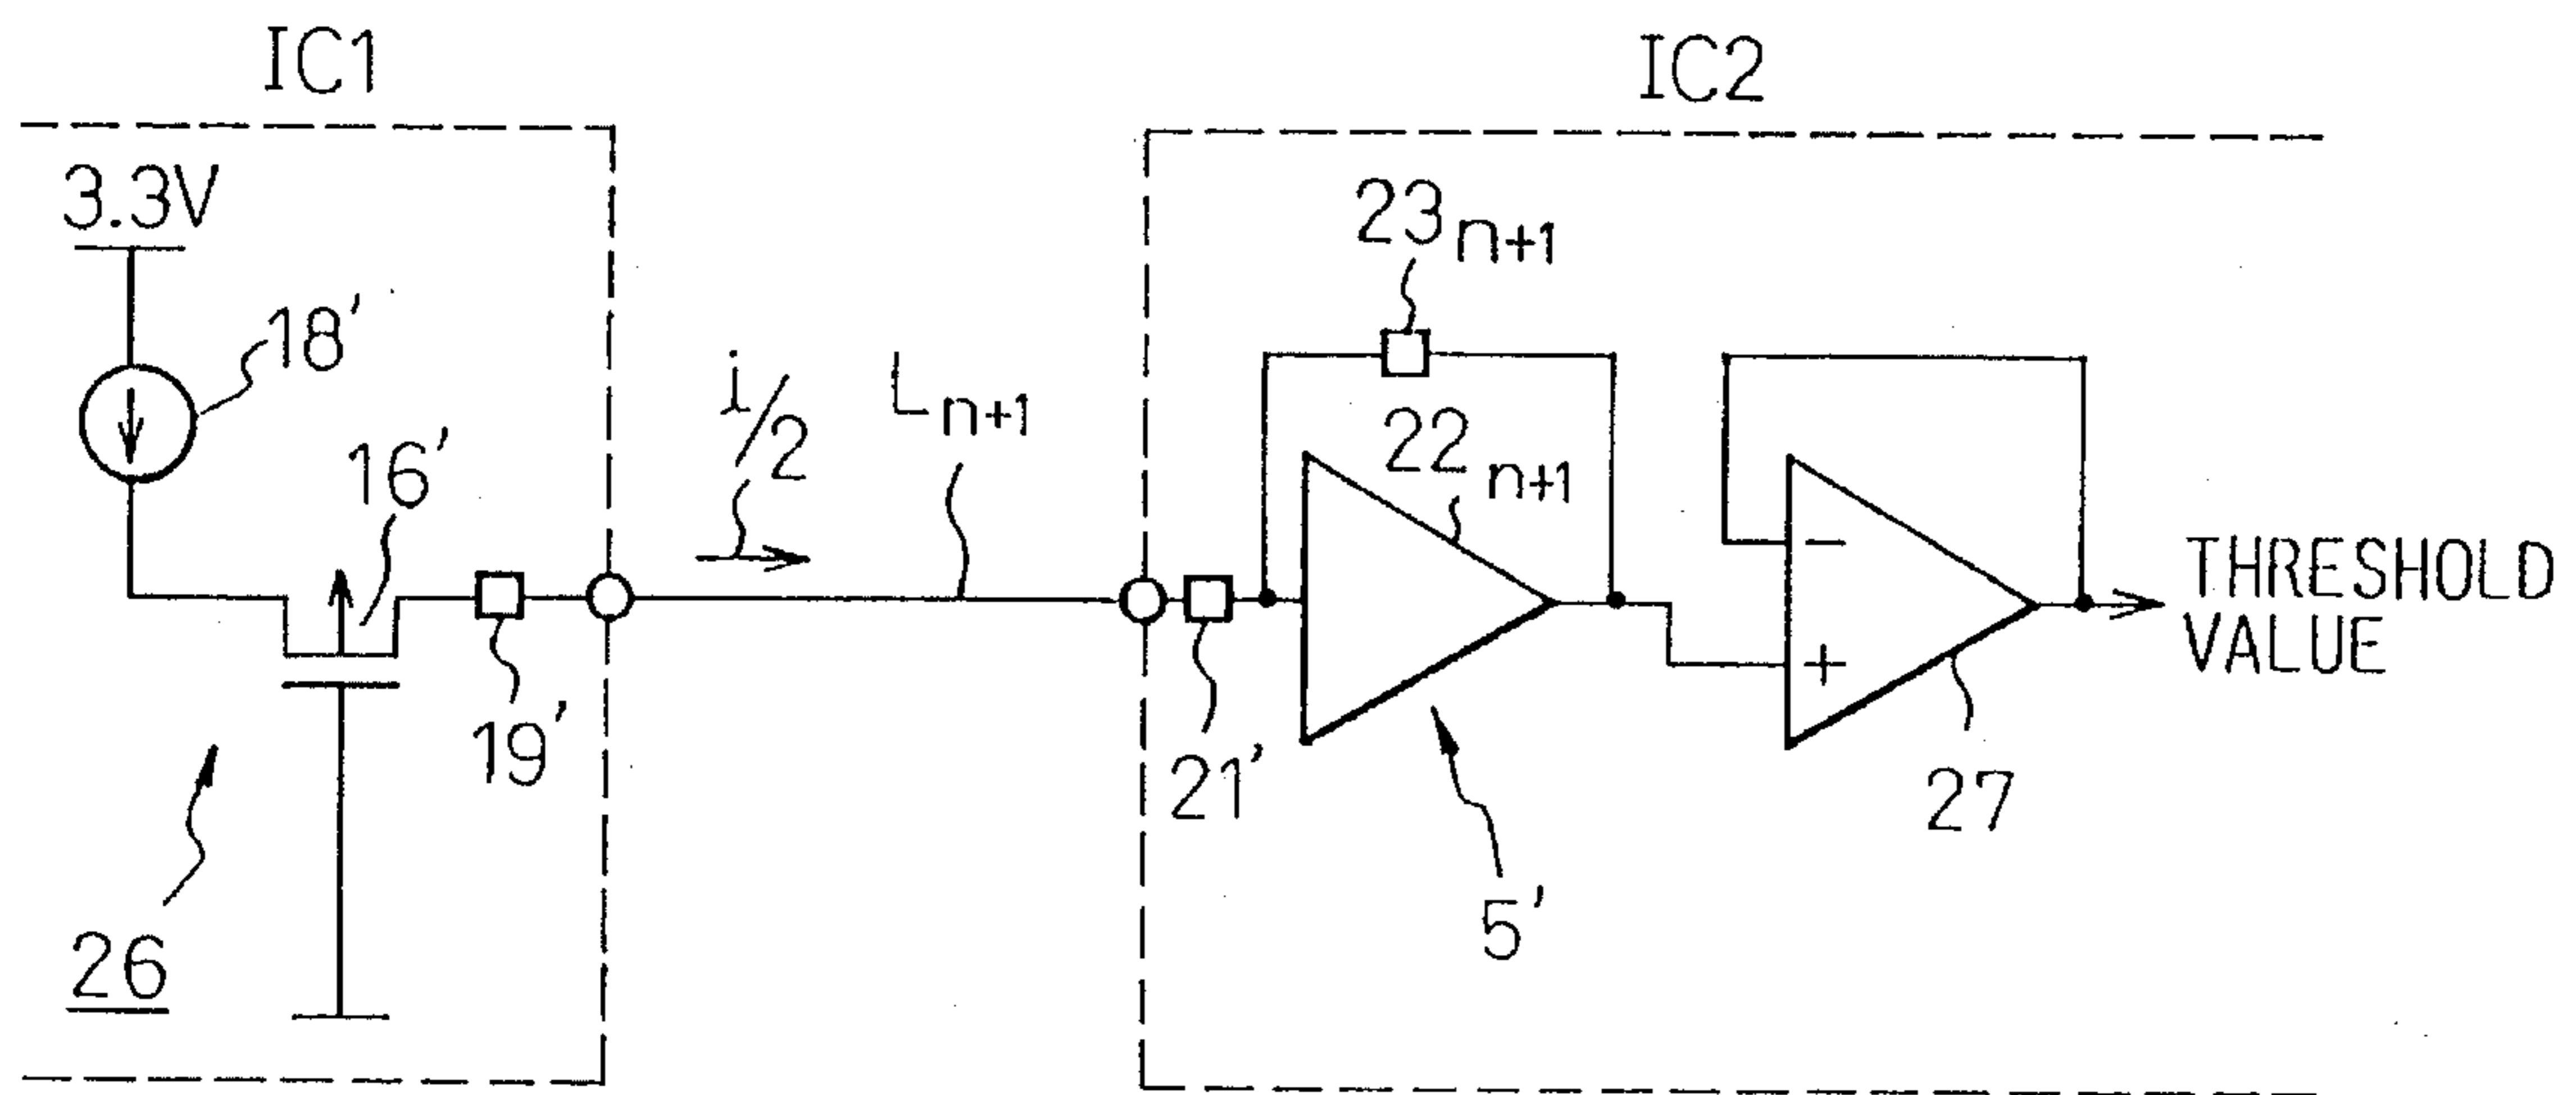 IC1
IC2
3.3V
18'
16'
19'
26
i/2
Ln+1
23n+1
22n+1
21'
5'
−
+
27
THRESHOLD
VALUE